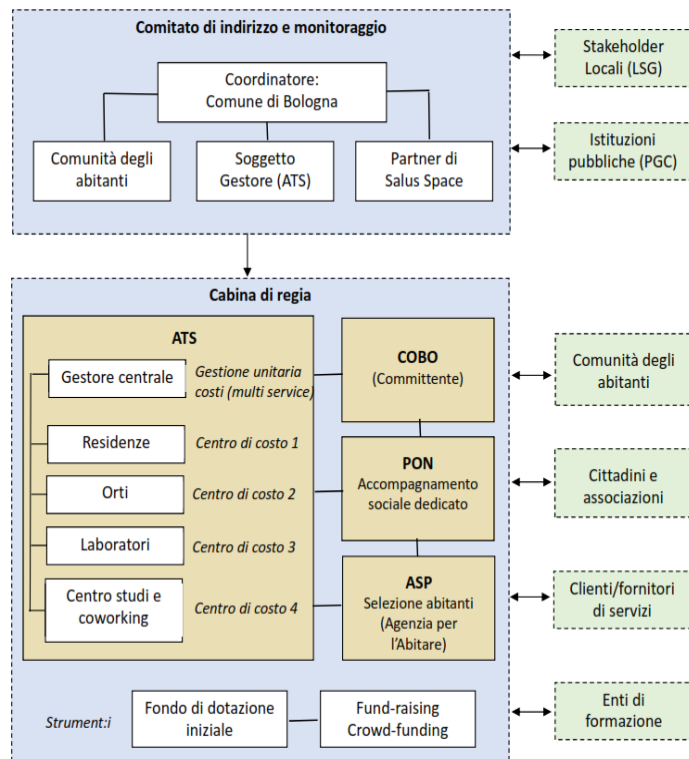 Comitato di indirizzo e monitoraggio
Coordinatore:
Comune di Bologna
Comunità degli
abitanti
Soggetto
Gestore (ATS)
Partner di
Salus Space
Stakeholder
Locali (LSG)
Istituzioni
pubbliche (PGC)
Cabina di regia
ATS
Gestore centrale
Gestione unitaria
costi (multi service)
Residenze
Centro di costo 1
Orti
Centro di costo 2
Laboratori
Centro di costo 3
Centro studi e
coworking
Centro di costo 4
COBO
(Committente)
PON
Accompagnamento
sociale dedicato
ASP
Selezione abitanti
(Agenzia per
l'Abitare)
Strument:i
Fondo di dotazione
iniziale
Fund-raising
Crowd-funding
Comunità degli
abitanti
Cittadini e
associazioni
Clienti/fornitori
di servizi
Enti di
formazione